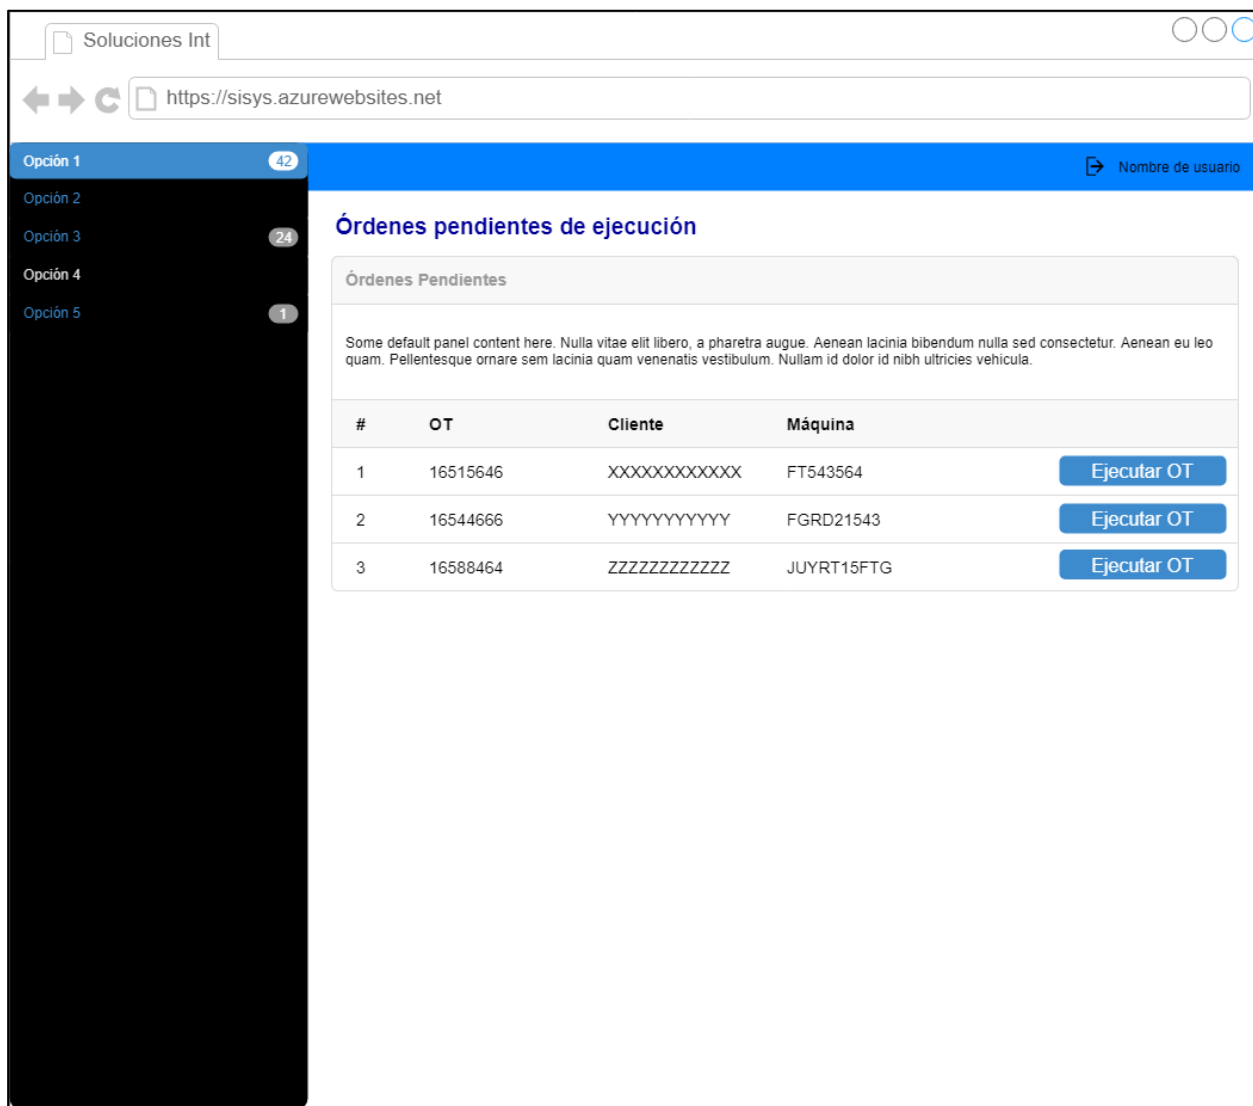 Soluciones Int
https://sisys.azurewebsites.net
Opción 1 42
Nombre de usuario
Opción 2
Opción 3 24
Opción 4
Opción 5 1
Órdenes pendientes de ejecución
Órdenes Pendientes
Some default panel content here. Nulla vitae elit libero, a pharetra augue. Aenean lacinia bibendum nulla sed consectetur. Aenean eu leo
quam. Pellentesque ornare sem lacinia quam venenatis vestibulum. Nullam id dolor id nibh ultricies vehicula.
# OT Cliente Máquina
1 16515646 XXXXXXXXXXXX FT543564 Ejecutar OT
2 16544666 YYYYYYYYYYY FGRD21543 Ejecutar OT
3 16588464 ZZZZZZZZZZZZ JUYRT15FTG Ejecutar OT